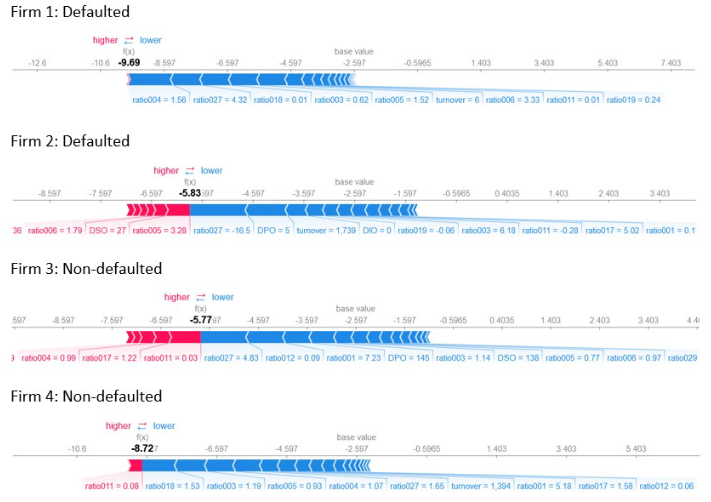 Firm 1: Defaulted
higher ⇄ lower
f(x) base value
-12.6 -10.6 -9.69 -8.597 -6.597 -4.597 -2.597 -0.5965 1.403 3.403 5.403 7.403
ratio004 = 1.56 ratio027 = 4.32 ratio018 = 0.01 ratio003 = 0.62 ratio005 = 1.52 turnover = 6 ratio006 = 3.33 ratio011 = 0.01 ratio019 = 0.24
Firm 2: Defaulted
higher ⇄ lower
f(x) base value
-8.597 -7.597 -6.597 -5.83 -4.597 -3.597 -2.597 -1.597 -0.5965 0.4035 1.403 2.403 3.403
36 ratio006 = 1.79 DSO = 27 ratio005 = 3.28 ratio027 = -16.5 DPO = 5 turnover = 1,739 DIO = 0 ratio019 = -0.06 ratio003 = 6.18 ratio011 = -0.28 ratio017 = 5.02 ratio001 = 0.1
Firm 3: Non-defaulted
higher ⇄ lower
f(x) base value
597 -8.597 -7.597 -6.597 -5.77 -4.597 -3.597 -2.597 -1.597 -0.5965 0.4035 1.403 2.403 3.403 4.4
9 ratio004 = 0.99 ratio017 = 1.22 ratio011 = 0.03 ratio027 = 4.83 ratio012 = 0.09 ratio001 = 7.23 DPO = 145 ratio003 = 1.14 DSO = 138 ratio005 = 0.77 ratio006 = 0.97 ratio029
Firm 4: Non-defaulted
higher ⇄ lower
f(x) base value
-10.6 -8.72 -6.597 -4.597 -2.597 -0.5965 1.403 3.403 5.403
ratio011 = 0.08 ratio018 = 1.53 ratio003 = 1.19 ratio005 = 0.93 ratio004 = 1.07 ratio027 = 1.65 turnover = 1,394 ratio001 = 5.18 ratio017 = 1.58 ratio012 = 0.06